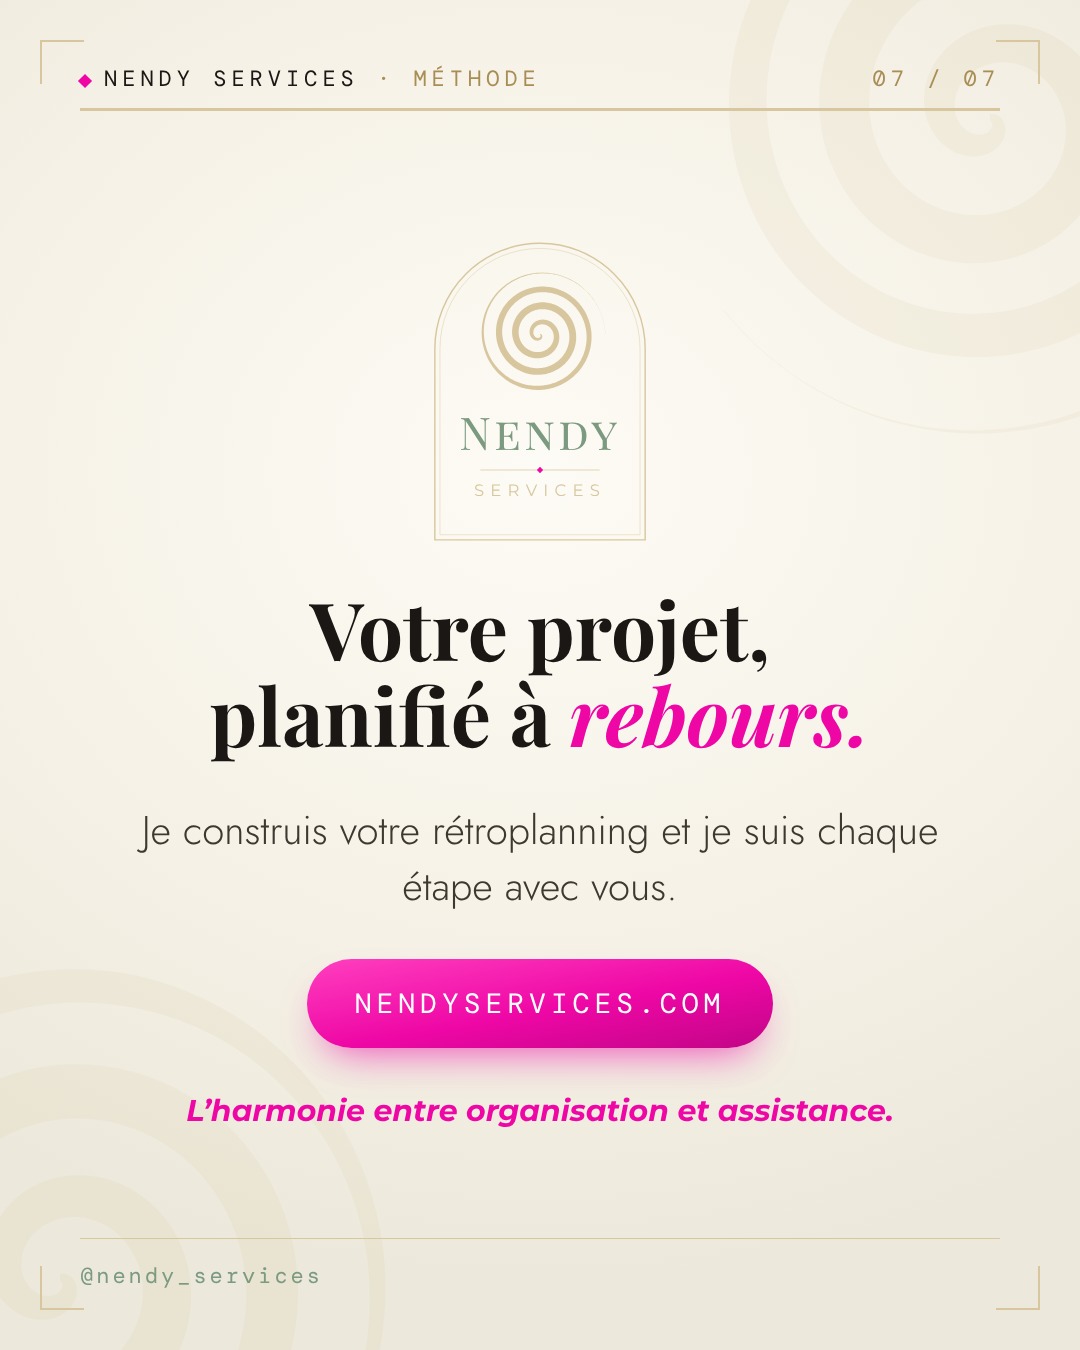 ◆ NENDY SERVICES · MÉTHODE
07 / 07
NENDY
SERVICES
Votre projet,
planifié à rebours.
Je construis votre rétroplanning et je suis chaque
étape avec vous.
NENDYSERVICES.COM
L’harmonie entre organisation et assistance.
@nendy_services